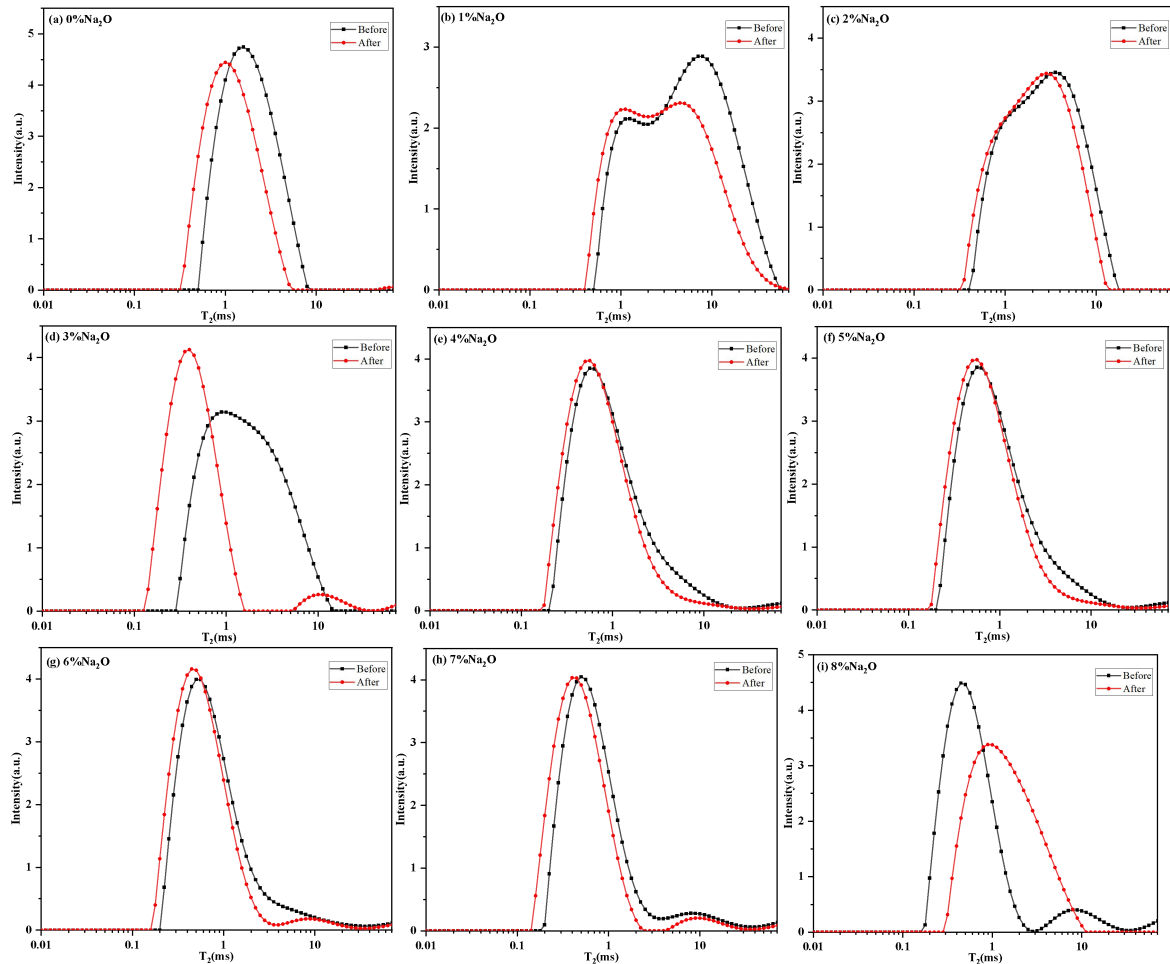 (a) 0%Na₂O
Before
After
Intensity(a.u.)
5
4
3
2
1
0
0.01 0.1 1 10
T₂(ms)
(b) 1%Na₂O
Before
After
Intensity(a.u.)
3
2
1
0
0.01 0.1 1 10
T₂(ms)
(c) 2%Na₂O
Before
After
Intensity(a.u.)
4
3
2
1
0
0.01 0.1 1 10
T₂(ms)
(d) 3%Na₂O
Before
After
Intensity(a.u.)
4
3
2
1
0
0.01 0.1 1 10
T₂(ms)
(e) 4%Na₂O
Before
After
Intensity(a.u.)
4
3
2
1
0
0.01 0.1 1 10
T₂(ms)
(f) 5%Na₂O
Before
After
Intensity(a.u.)
4
3
2
1
0
0.01 0.1 1 10
T₂(ms)
(g) 6%Na₂O
Before
After
Intensity(a.u.)
4
3
2
1
0
0.01 0.1 1 10
T₂(ms)
(h) 7%Na₂O
Before
After
Intensity(a.u.)
4
3
2
1
0
0.01 0.1 1 10
T₂(ms)
(i) 8%Na₂O
Before
After
Intensity(a.u.)
5
4
3
2
1
0
0.01 0.1 1 10
T₂(ms)